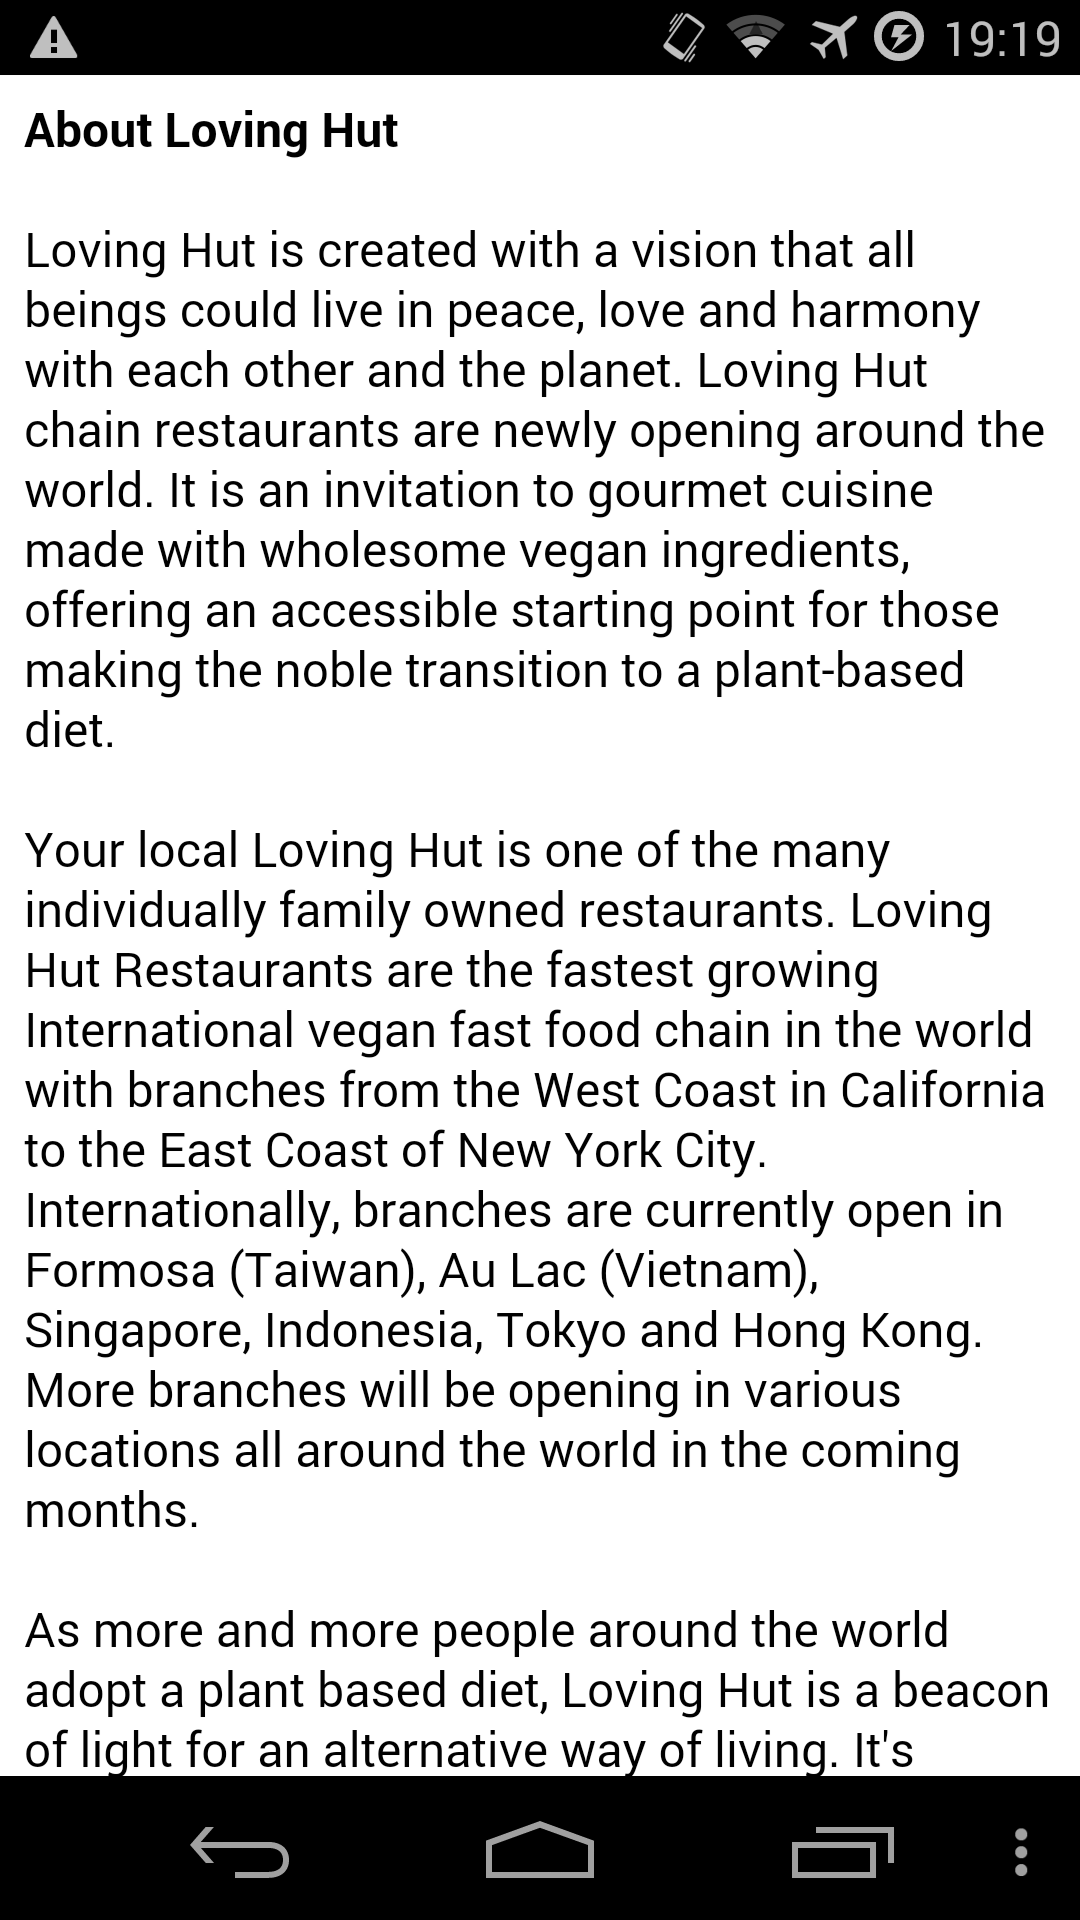 19:19
About Loving Hut
Loving Hut is created with a vision that all
beings could live in peace, love and harmony
with each other and the planet. Loving Hut
chain restaurants are newly opening around the
world. It is an invitation to gourmet cuisine
made with wholesome vegan ingredients,
offering an accessible starting point for those
making the noble transition to a plant-based
diet.
Your local Loving Hut is one of the many
individually family owned restaurants. Loving
Hut Restaurants are the fastest growing
International vegan fast food chain in the world
with branches from the West Coast in California
to the East Coast of New York City.
Internationally, branches are currently open in
Formosa (Taiwan), Au Lac (Vietnam),
Singapore, Indonesia, Tokyo and Hong Kong.
More branches will be opening in various
locations all around the world in the coming
months.
As more and more people around the world
adopt a plant based diet, Loving Hut is a beacon
of light for an alternative way of living. It's